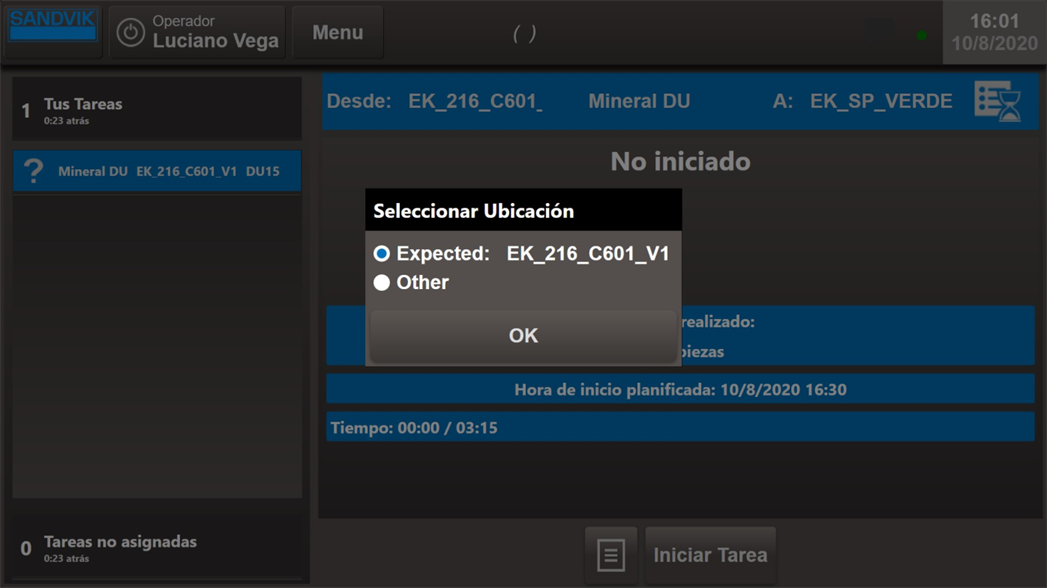 SANDVIK
Operador
Luciano Vega
Menu
( )
16:01
10/8/2020
1 Tus Tareas
0:23 atrás
? Mineral DU EK_216_C601_V1 DU15
0 Tareas no asignadas
0:23 atrás
Desde: EK_216_C601_ Mineral DU A: EK_SP_VERDE
No iniciado
Seleccionar Ubicación
Expected: EK_216_C601_V1
Other
OK
realizado:
Hora de inicio planificada: 10/8/2020 16:30
Tiempo: 00:00 / 03:15
Iniciar Tarea